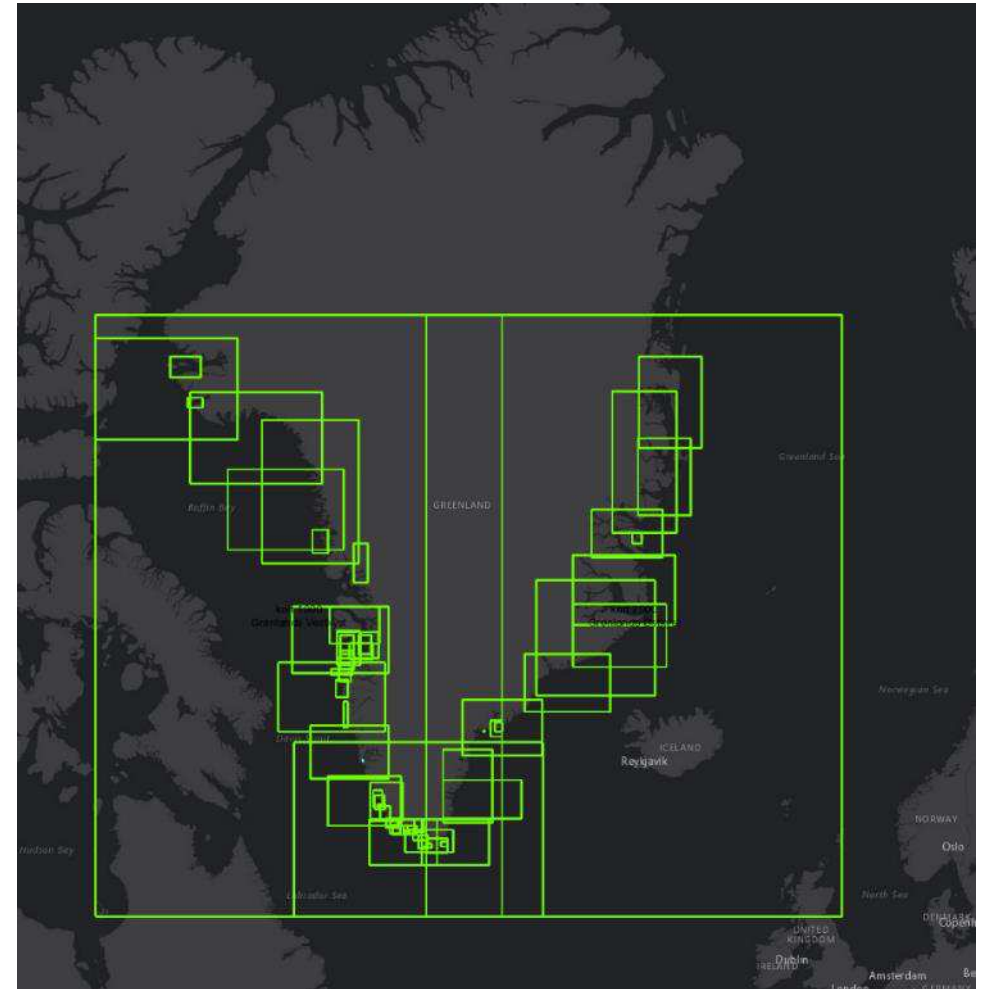 Greenland Sea
GREENLAND
Baffin Bay
Norwegian Sea
ICELAND
Reykjavik
NORWAY
Oslo
Hudson Bay
Labrador Sea
North Sea
UNITED
KINGDOM
Dublin
IRELAND
Amsterdam